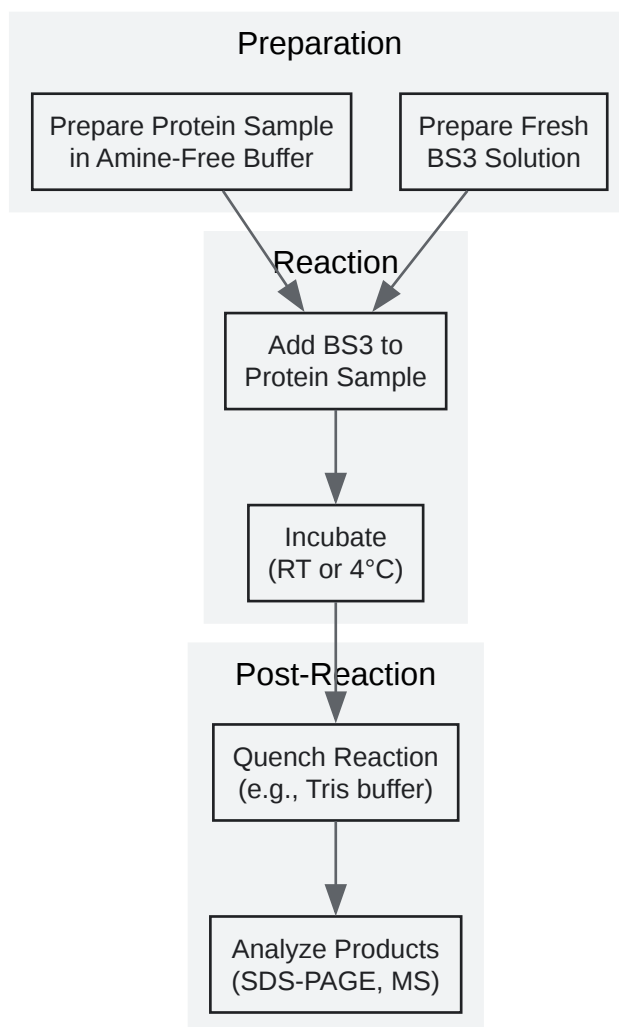 Preparation
Prepare Protein Sample
in Amine-Free Buffer
Prepare Fresh
BS3 Solution
Reaction
Add BS3 to
Protein Sample
Incubate
(RT or 4°C)
Post-Reaction
Quench Reaction
(e.g., Tris buffer)
Analyze Products
(SDS-PAGE, MS)